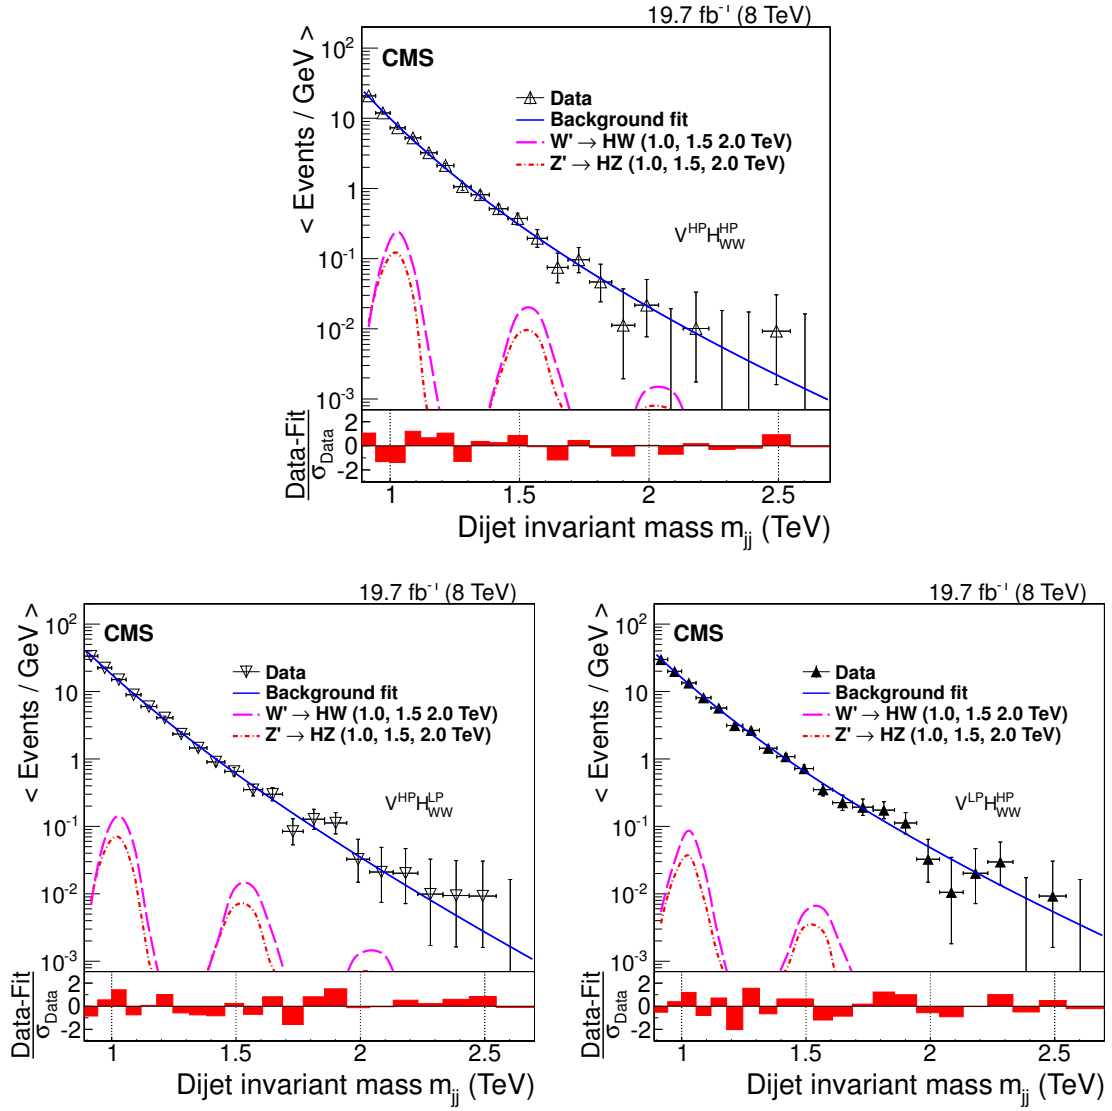 19.7 fb⁻¹ (8 TeV)
CMS
< Events / GeV >
10²
10
1
10⁻¹
10⁻²
10⁻³
Data
Background fit
W' → HW (1.0, 1.5 2.0 TeV)
Z' → HZ (1.0, 1.5, 2.0 TeV)
V^HP H^HP_WW
Data-Fit
σ_Data
2
0
-2
1 1.5 2 2.5
Dijet invariant mass m_jj (TeV)
19.7 fb⁻¹ (8 TeV)
CMS
< Events / GeV >
10²
10
1
10⁻¹
10⁻²
10⁻³
Data
Background fit
W' → HW (1.0, 1.5 2.0 TeV)
Z' → HZ (1.0, 1.5, 2.0 TeV)
V^HP H^LP_WW
Data-Fit
σ_Data
2
0
-2
1 1.5 2 2.5
Dijet invariant mass m_jj (TeV)
19.7 fb⁻¹ (8 TeV)
CMS
< Events / GeV >
10²
10
1
10⁻¹
10⁻²
10⁻³
Data
Background fit
W' → HW (1.0, 1.5 2.0 TeV)
Z' → HZ (1.0, 1.5, 2.0 TeV)
V^LP H^HP_WW
Data-Fit
σ_Data
2
0
-2
1 1.5 2 2.5
Dijet invariant mass m_jj (TeV)